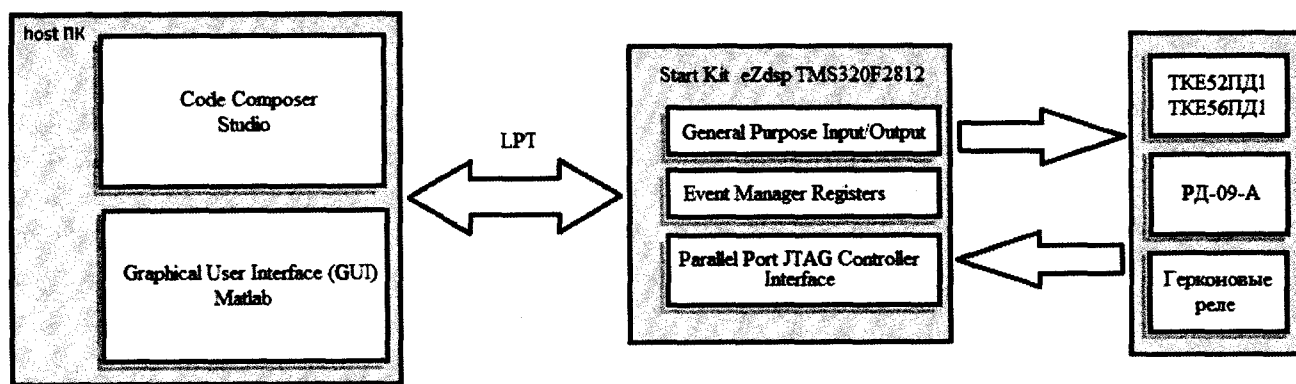 host ПК
Code Composer
Studio
Graphical User Interface (GUI)
Matlab
LPT
Start Kit eZdsp TMS320F2812
General Purpose Input/Output
Event Manager Registers
Parallel Port JTAG Controller
Interface
ТКЕ52ПД1
ТКЕ56ПД1
РД-09-А
Герконовые
реле